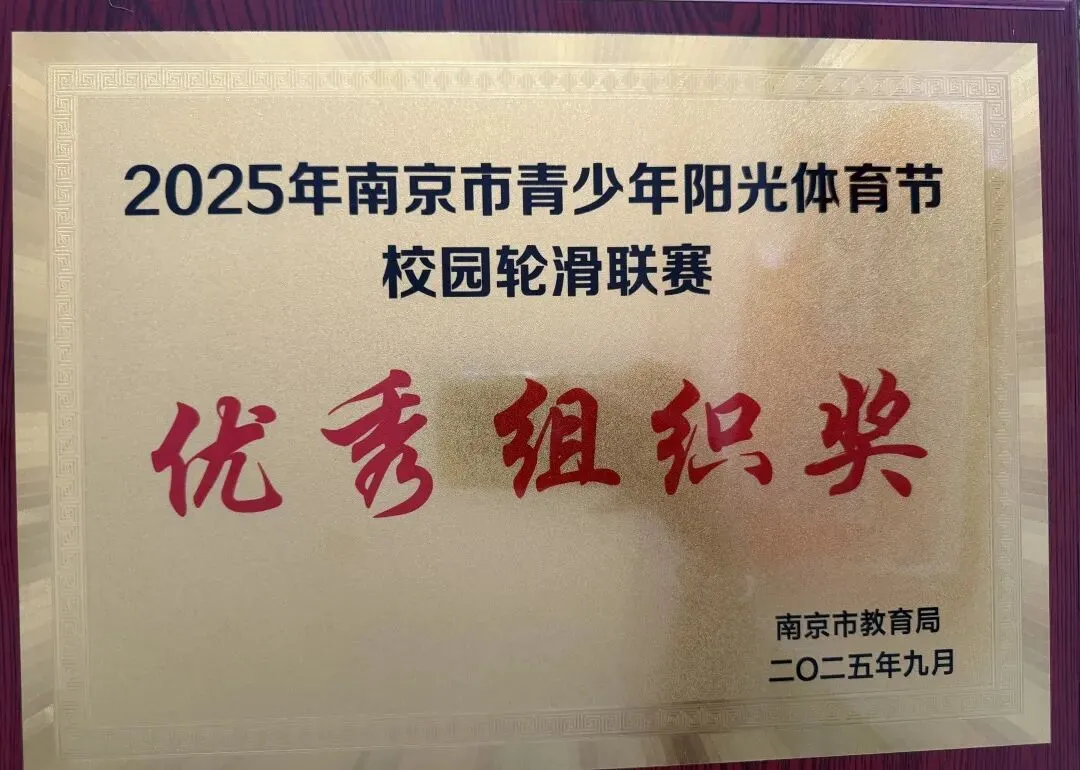 2025年南京市青少年阳光体育节
校园轮滑联赛
优秀组织奖
南京市教育局
二〇二五年九月